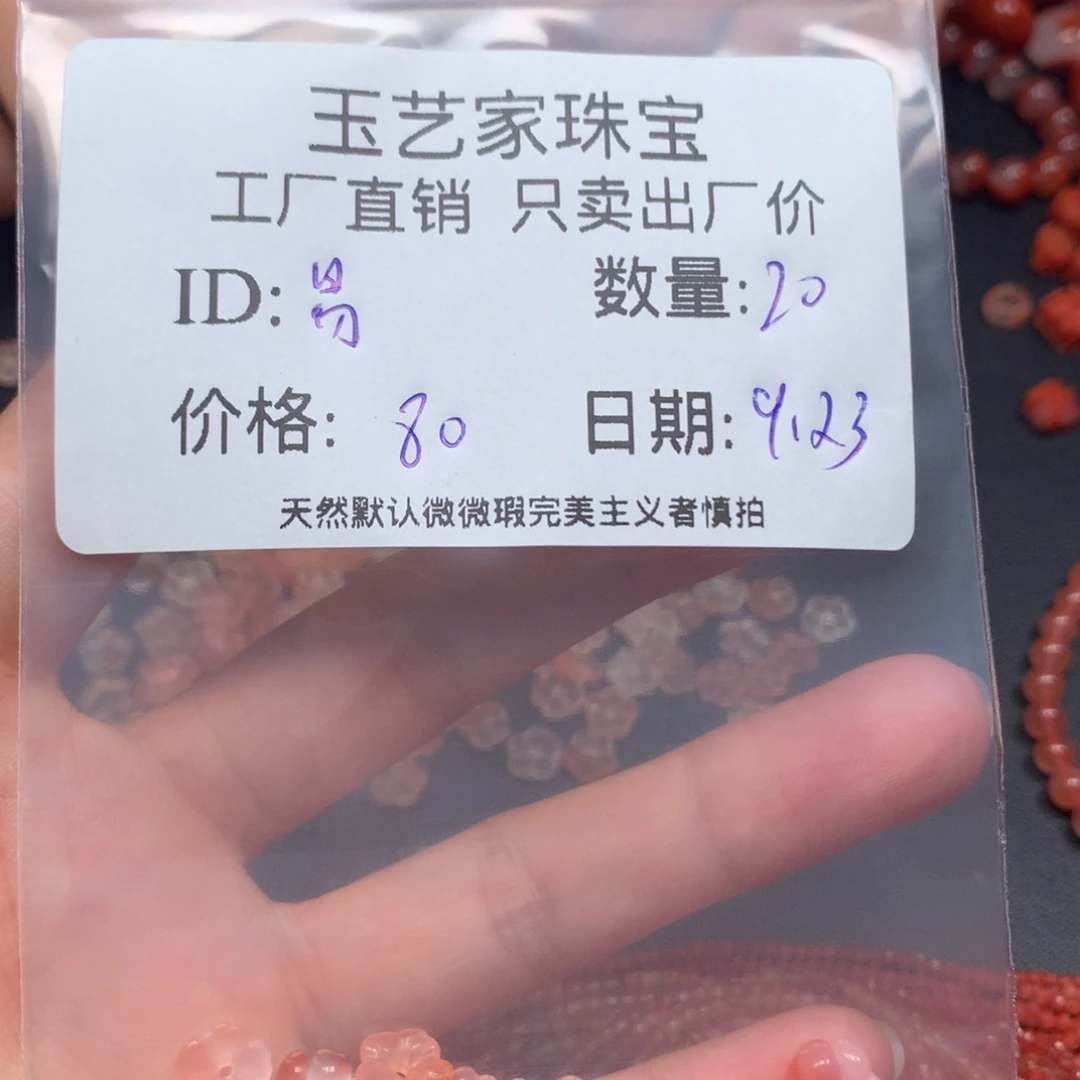 玉艺家珠宝
工厂直销 只卖出厂价
ID:
数量:20
价格: 80
日期:9.23
天然默认微微瑕完美主义者慎拍